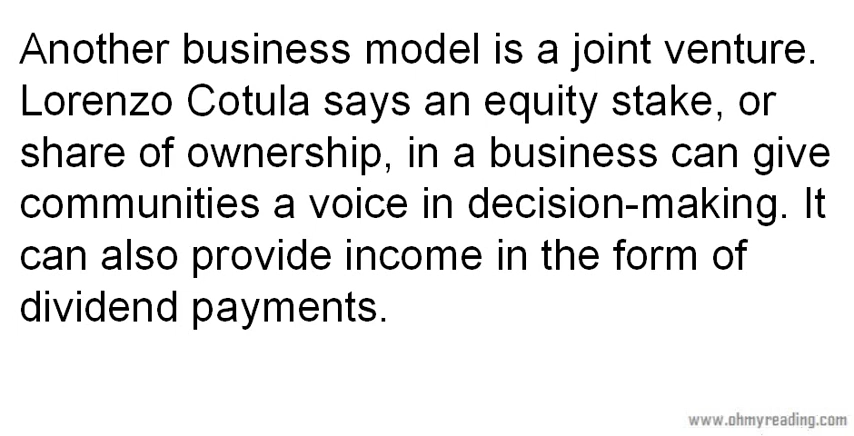 Another business model is a joint venture.
Lorenzo Cotula says an equity stake, or
share of ownership, in a business can give
communities a voice in decision-making. It
can also provide income in the form of
dividend payments.
www.ohmyreading.com